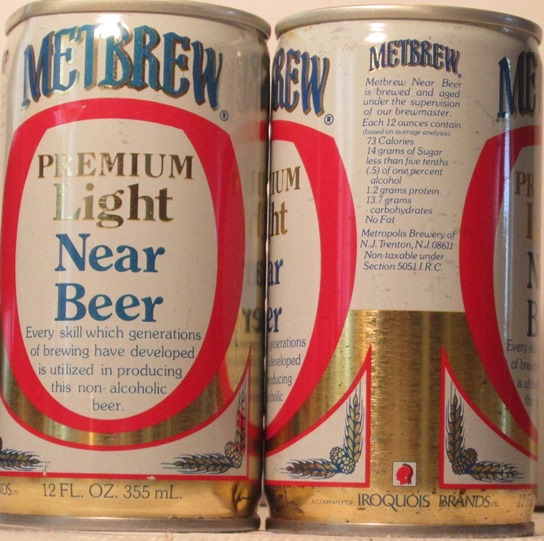 METBREW®
PREMIUM
Light
Near
Beer
Every skill which generations
of brewing have developed
is utilized in producing
this non-alcoholic
beer.
12 FL. OZ. 355 mL.
METBREW®
Metbrew Near Beer
is brewed and aged
under the supervision
of our brewmaster.
Each 12 ounces contain
(based on average analysis)
73 Calories
14 grams of Sugar
less than five tenths
(.5) of one percent
alcohol
1.2 grams protein
13.7 grams
carbohydrates
No Fat
Metropolis Brewery of
N.J. Trenton, N.J. 08611
Non-taxable under
Section 5051 I.R.C.
A COMPANY OF IROQUOIS BRANDS LTD.